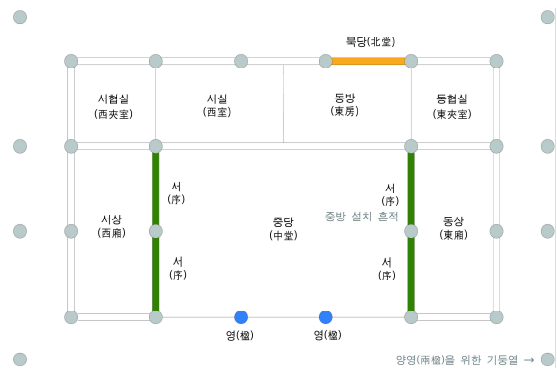 북당(北堂)
시협실
(西夾室)
시실
(西室)
동방
(東房)
동협실
(東夾室)
서
(序)
서
(序)
중방 설치 흔적
시상
(西廂)
중당
(中堂)
동상
(東廂)
서
(序)
서
(序)
영(楹)
영(楹)
양영(兩楹)을 위한 기둥열 →